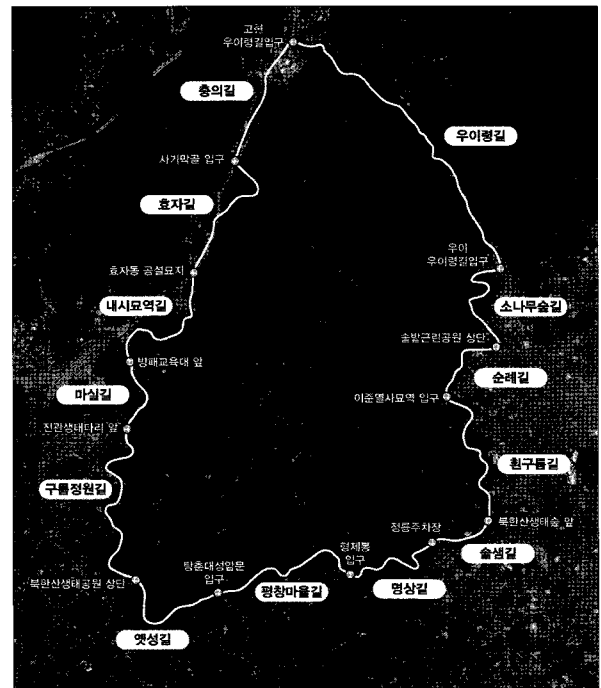 교현
우이령길입구
충의길
우이령길
사기막골 입구
효자길
우이
우이령길입구
효자동 공설묘지
내시묘역길
소나무숲길
솔밭근린공원 상단
방패교육대 앞
순례길
마실길
이준열사묘역 입구
진관생태다리 앞
흰구름길
구름정원길
북한산생태숲 앞
정릉주차장
형제봉
입구
솔샘길
탕춘대성암문
입구
북한산생태공원 상단
평창마을길
명상길
옛성길